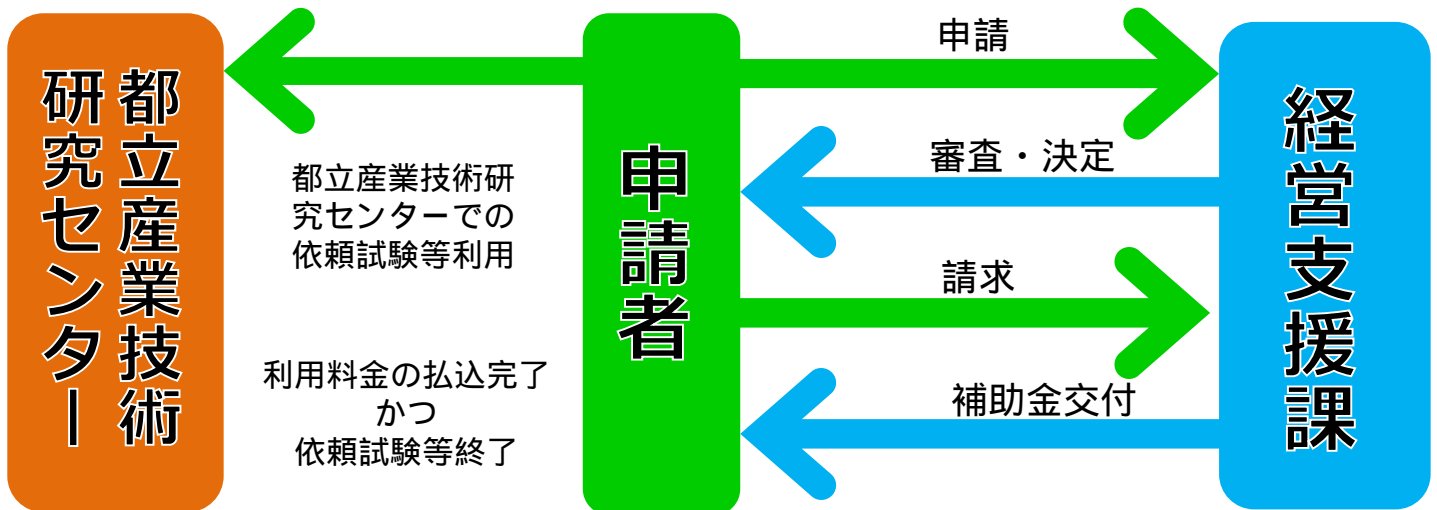 都立産業技術
研究センター
都立産業技術研
究センターでの
依頼試験等利用
利用料金の払込完了
かつ
依頼試験等終了
申請者
申請
審査・決定
請求
補助金交付
経営支援課